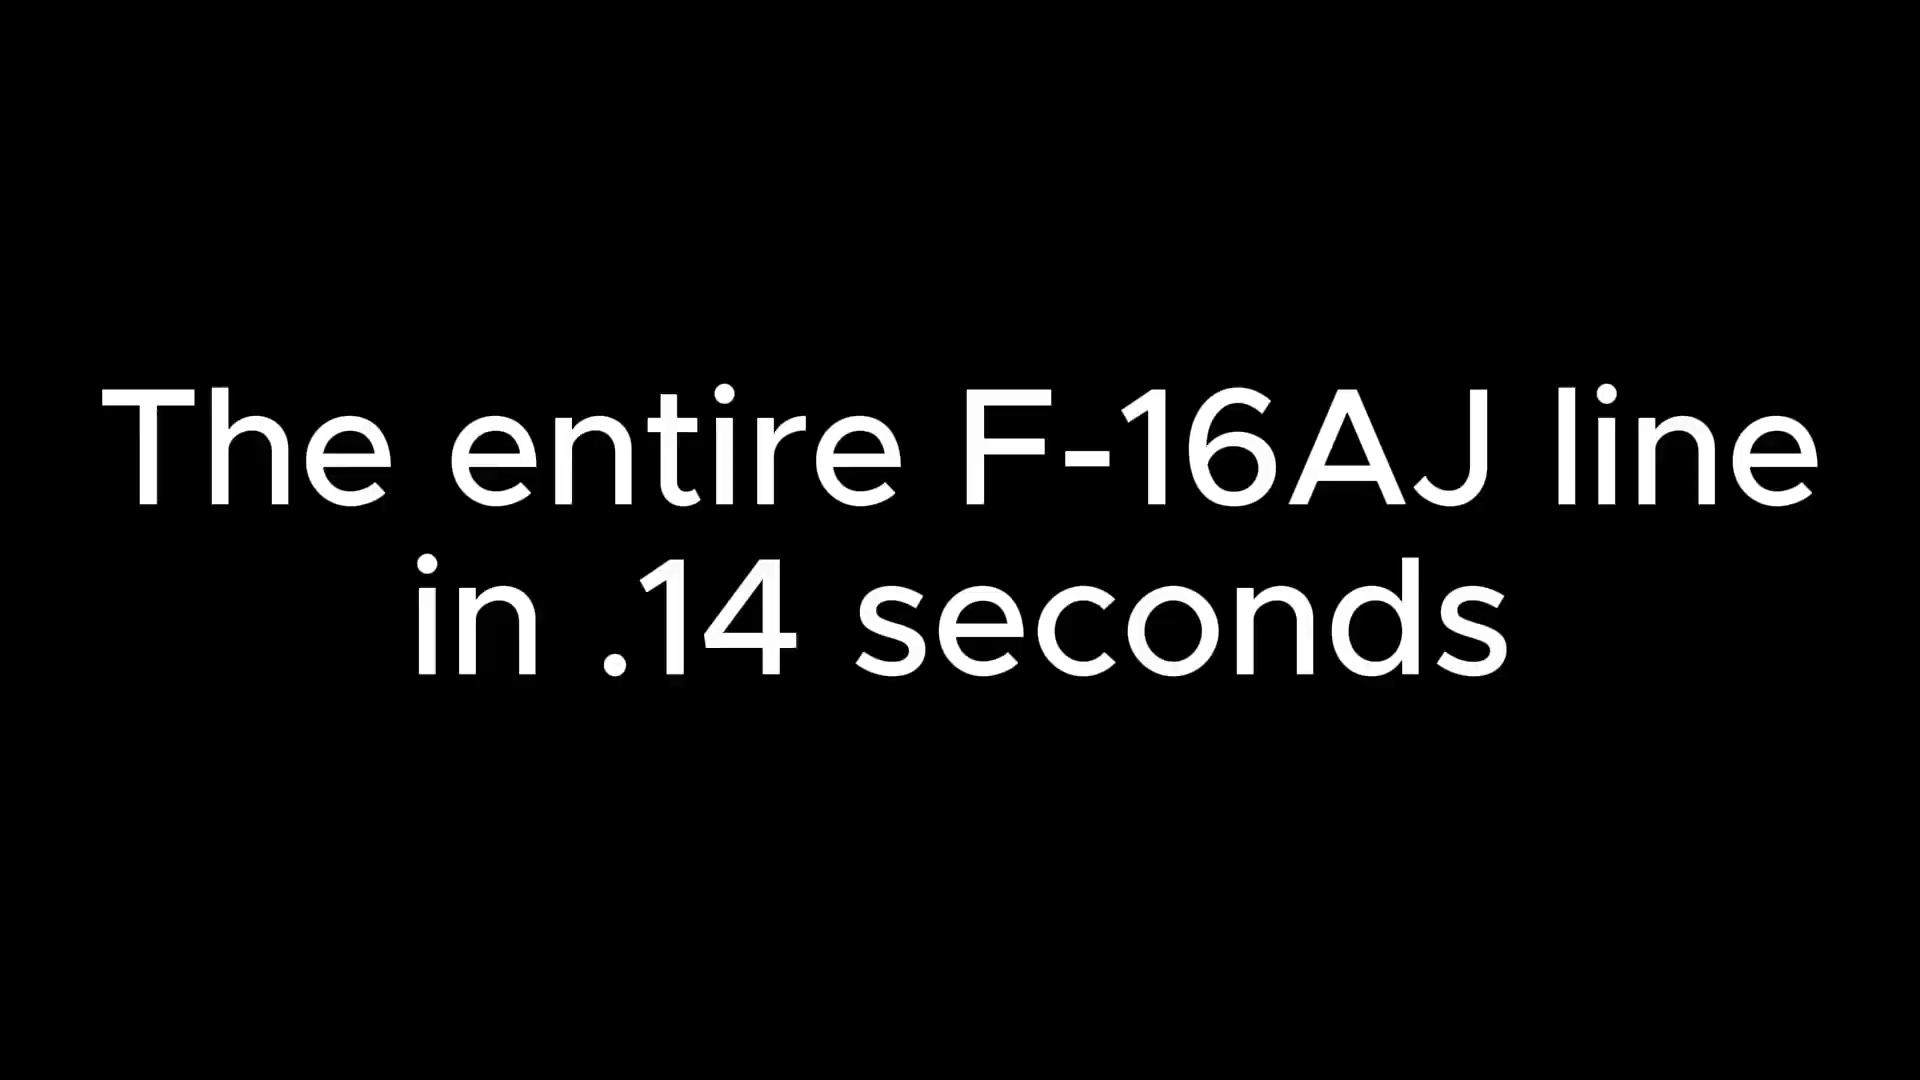 The entire F-16AJ line
in .14 seconds